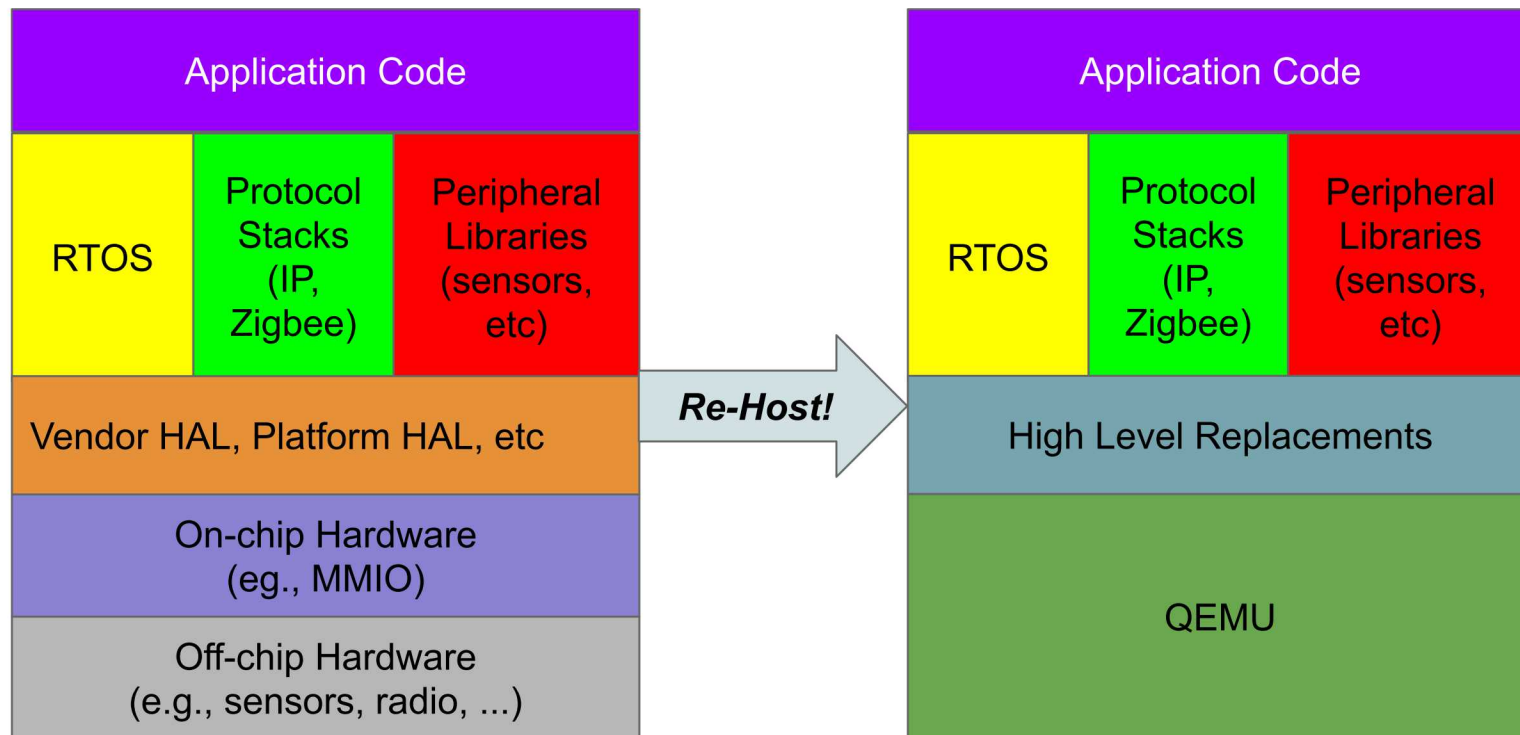 Application Code
RTOS
Protocol
Stacks
(IP,
Zigbee)
Peripheral
Libraries
(sensors,
etc)
Vendor HAL, Platform HAL, etc
On-chip Hardware
(eg., MMIO)
Off-chip Hardware
(e.g., sensors, radio, ...)
Re-Host!
Application Code
RTOS
Protocol
Stacks
(IP,
Zigbee)
Peripheral
Libraries
(sensors,
etc)
High Level Replacements
QEMU